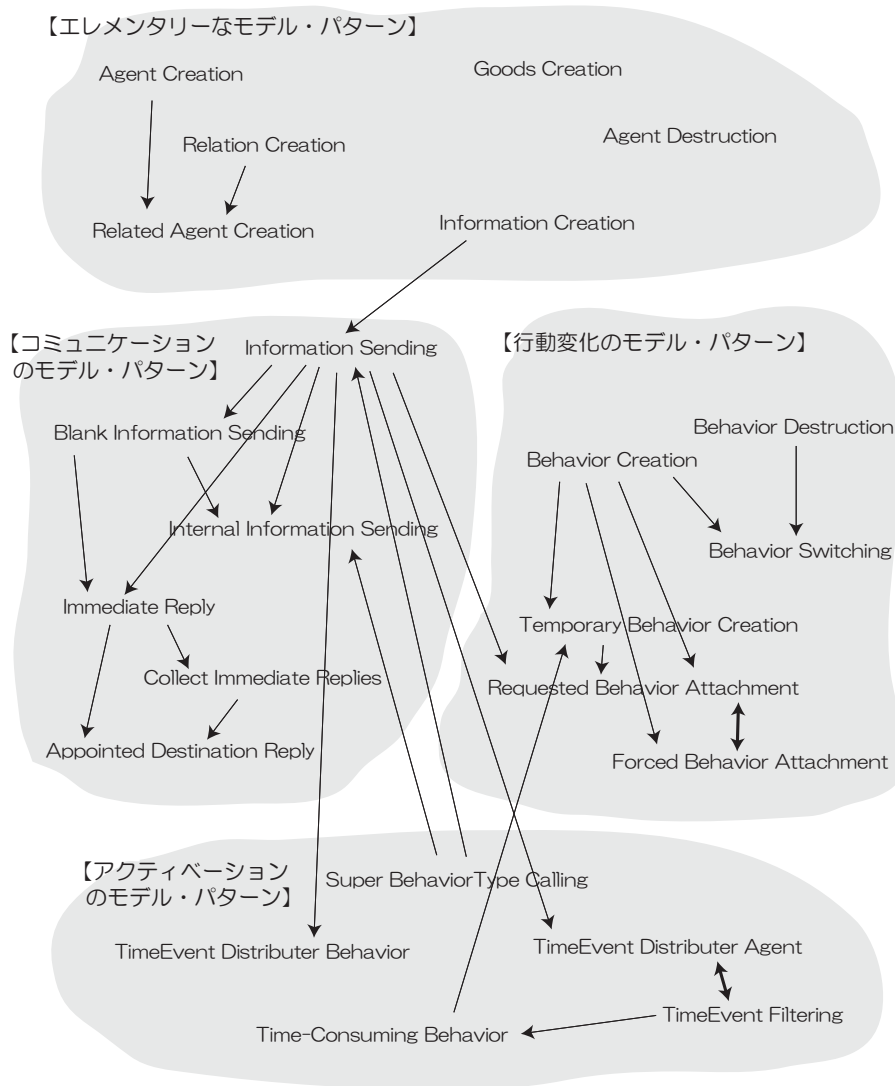 【エレメンタリーなモデル・パターン】
Agent Creation
Goods Creation
Agent Destruction
Relation Creation
Related Agent Creation
Information Creation
【コミュニケーション
のモデル・パターン】
Information Sending
Blank Information Sending
Internal Information Sending
Immediate Reply
Collect Immediate Replies
Appointed Destination Reply
【行動変化のモデル・パターン】
Behavior Destruction
Behavior Creation
Behavior Switching
Temporary Behavior Creation
Requested Behavior Attachment
Forced Behavior Attachment
【アクティベーション
のモデル・パターン】
Super BehaviorType Calling
TimeEvent Distributer Behavior
TimeEvent Distributer Agent
TimeEvent Filtering
Time-Consuming Behavior